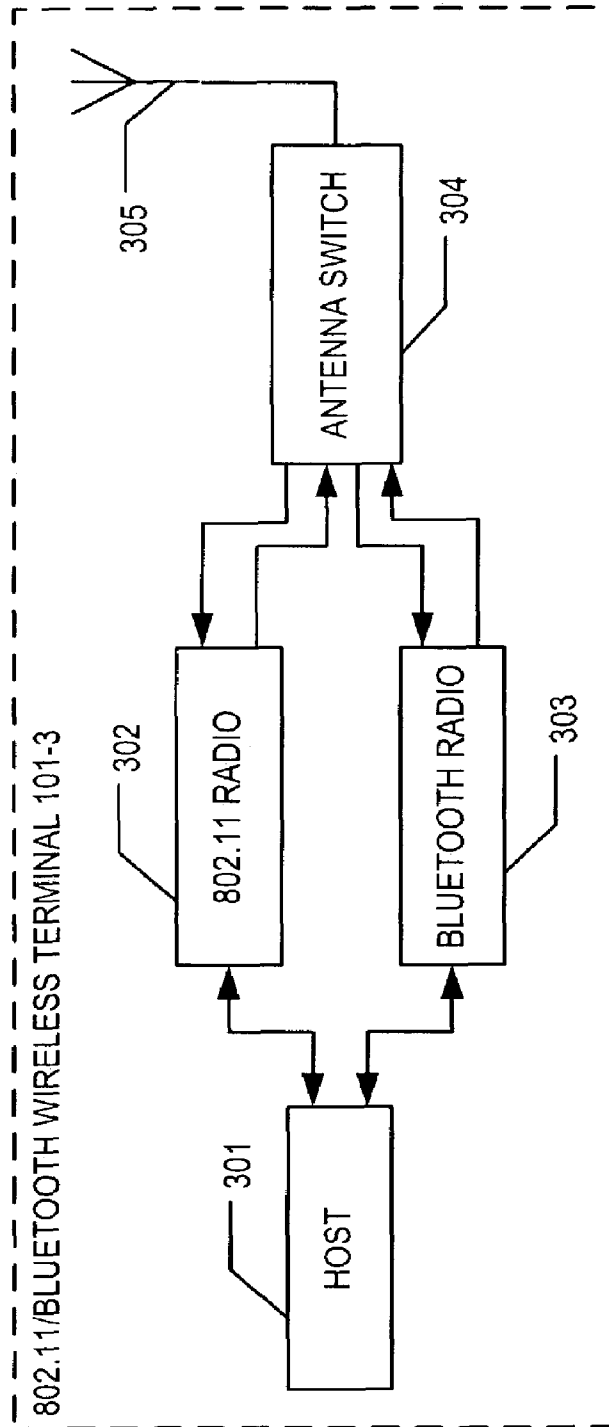 802.11/BLUETOOTH WIRELESS TERMINAL 101-3
301
HOST
302
802.11 RADIO
BLUETOOTH RADIO
303
305
ANTENNA SWITCH
304